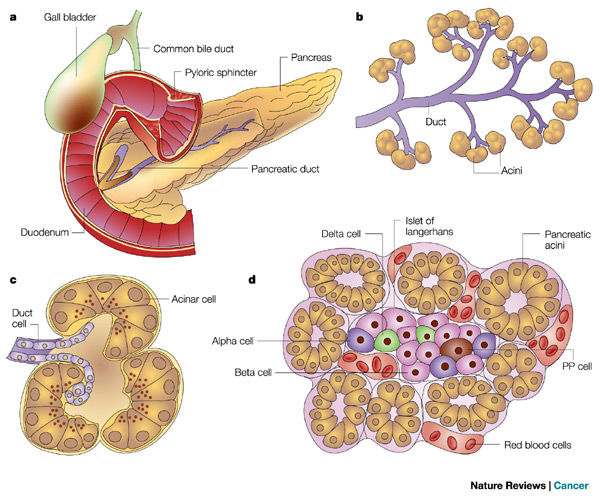 a
Gall bladder
Common bile duct
Pyloric sphincter
Pancreas
Pancreatic duct
Duodenum
b
Duct
Acini
c
Acinar cell
Duct
cell
d
Delta cell
Islet of
langerhans
Pancreatic
acini
Alpha cell
Beta cell
PP cell
Red blood cells
Nature Reviews | Cancer